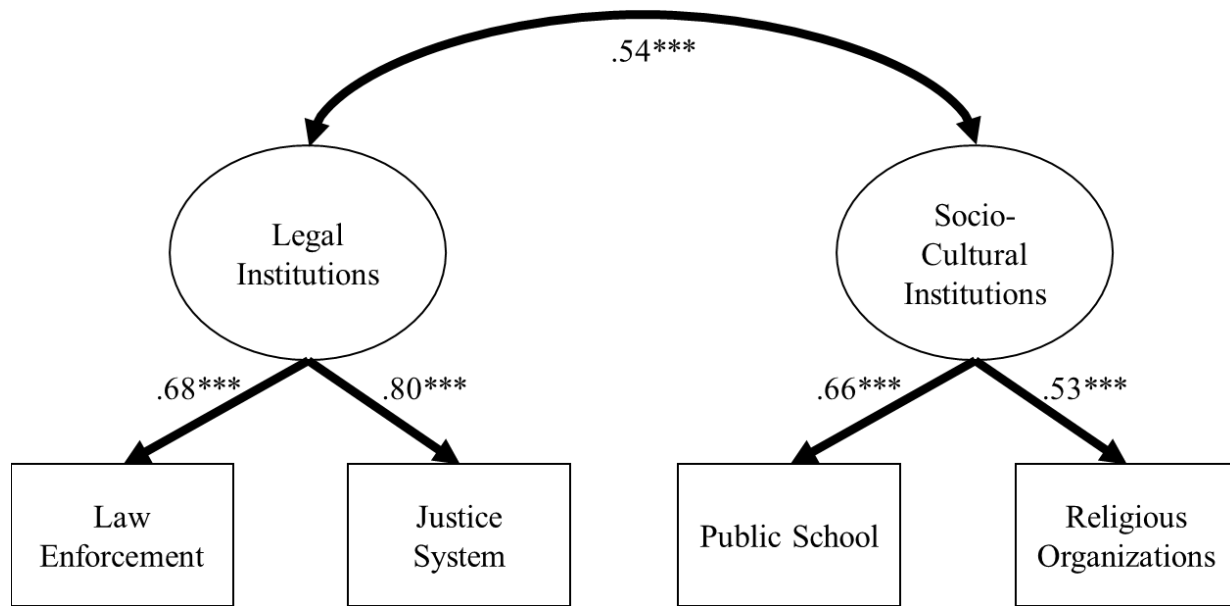 .54***
Legal
Institutions
Socio-
Cultural
Institutions
.68***
.80***
.66***
.53***
Law
Enforcement
Justice
System
Public School
Religious
Organizations